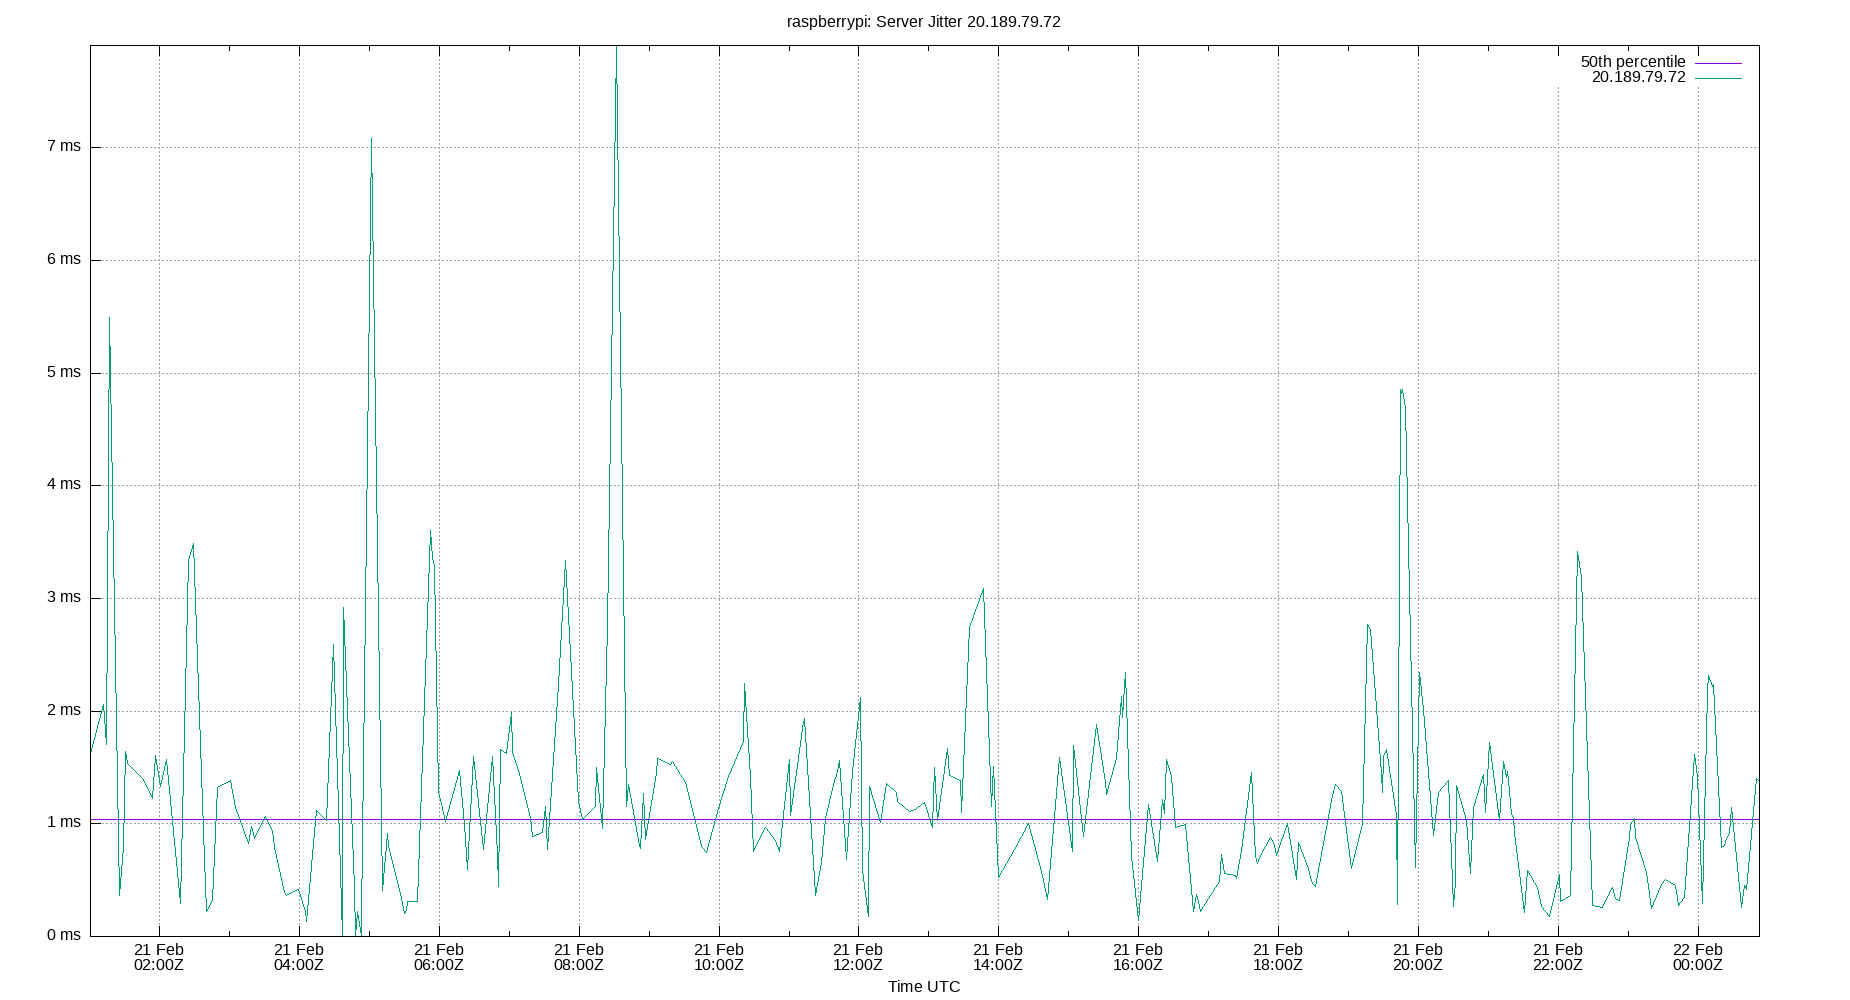 raspberrypi: Server Jitter 20.189.79.72
50th percentile
20.189.79.72
7 ms
6 ms
5 ms
4 ms
3 ms
2 ms
1 ms
0 ms
21 Feb 21 Feb 21 Feb 21 Feb 21 Feb 21 Feb 21 Feb 21 Feb 21 Feb 21 Feb 21 Feb 22 Feb
02:00Z 04:00Z 06:00Z 08:00Z 10:00Z 12:00Z 14:00Z 16:00Z 18:00Z 20:00Z 22:00Z 00:00Z
Time UTC